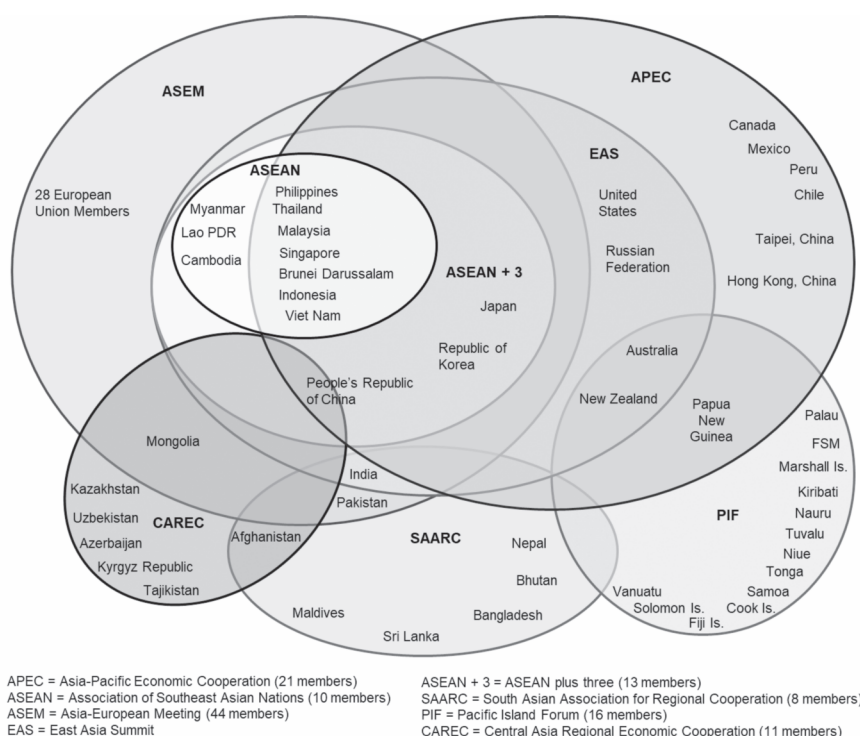 ASEM
APEC
Canada
Mexico
Peru
Chile
Taipei, China
Hong Kong, China
EAS
United
States
Russian
Federation
28 European
Union Members
ASEAN
Philippines
Myanmar
Thailand
Lao PDR
Malaysia
Cambodia
Singapore
Brunei Darussalam
Indonesia
Viet Nam
ASEAN + 3
Japan
Republic of
Korea
People's Republic
of China
Australia
New Zealand
Papua
New
Guinea
Palau
FSM
Marshall Is.
Kiribati
Nauru
Tuvalu
Niue
Tonga
Samoa
Cook Is.
Fiji Is.
Solomon Is.
Vanuatu
PIF
Mongolia
Kazakhstan
Uzbekistan
CAREC
Azerbaijan
Kyrgyz Republic
Tajikistan
Afghanistan
India
Pakistan
SAARC
Nepal
Bhutan
Bangladesh
Sri Lanka
Maldives
APEC = Asia-Pacific Economic Cooperation (21 members)
ASEAN = Association of Southeast Asian Nations (10 members)
ASEM = Asia-European Meeting (44 members)
EAS = East Asia Summit
ASEAN + 3 = ASEAN plus three (13 members)
SAARC = South Asian Association for Regional Cooperation (8 members)
PIF = Pacific Island Forum (16 members)
CAREC = Central Asia Regional Economic Cooperation (11 members)